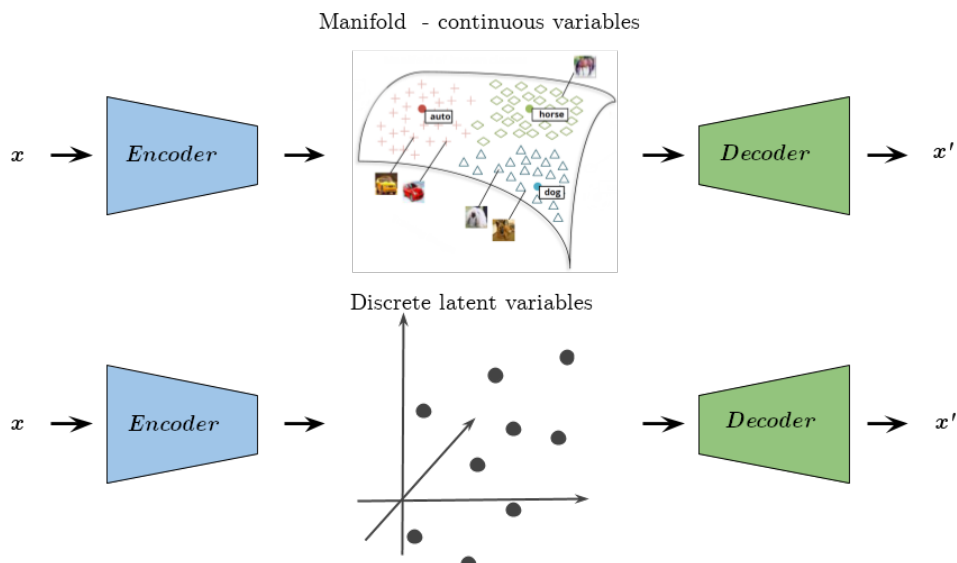 Manifold - continuous variables
auto
horse
x
Encoder
Decoder
x'
dog
Discrete latent variables
x
Encoder
Decoder
x'